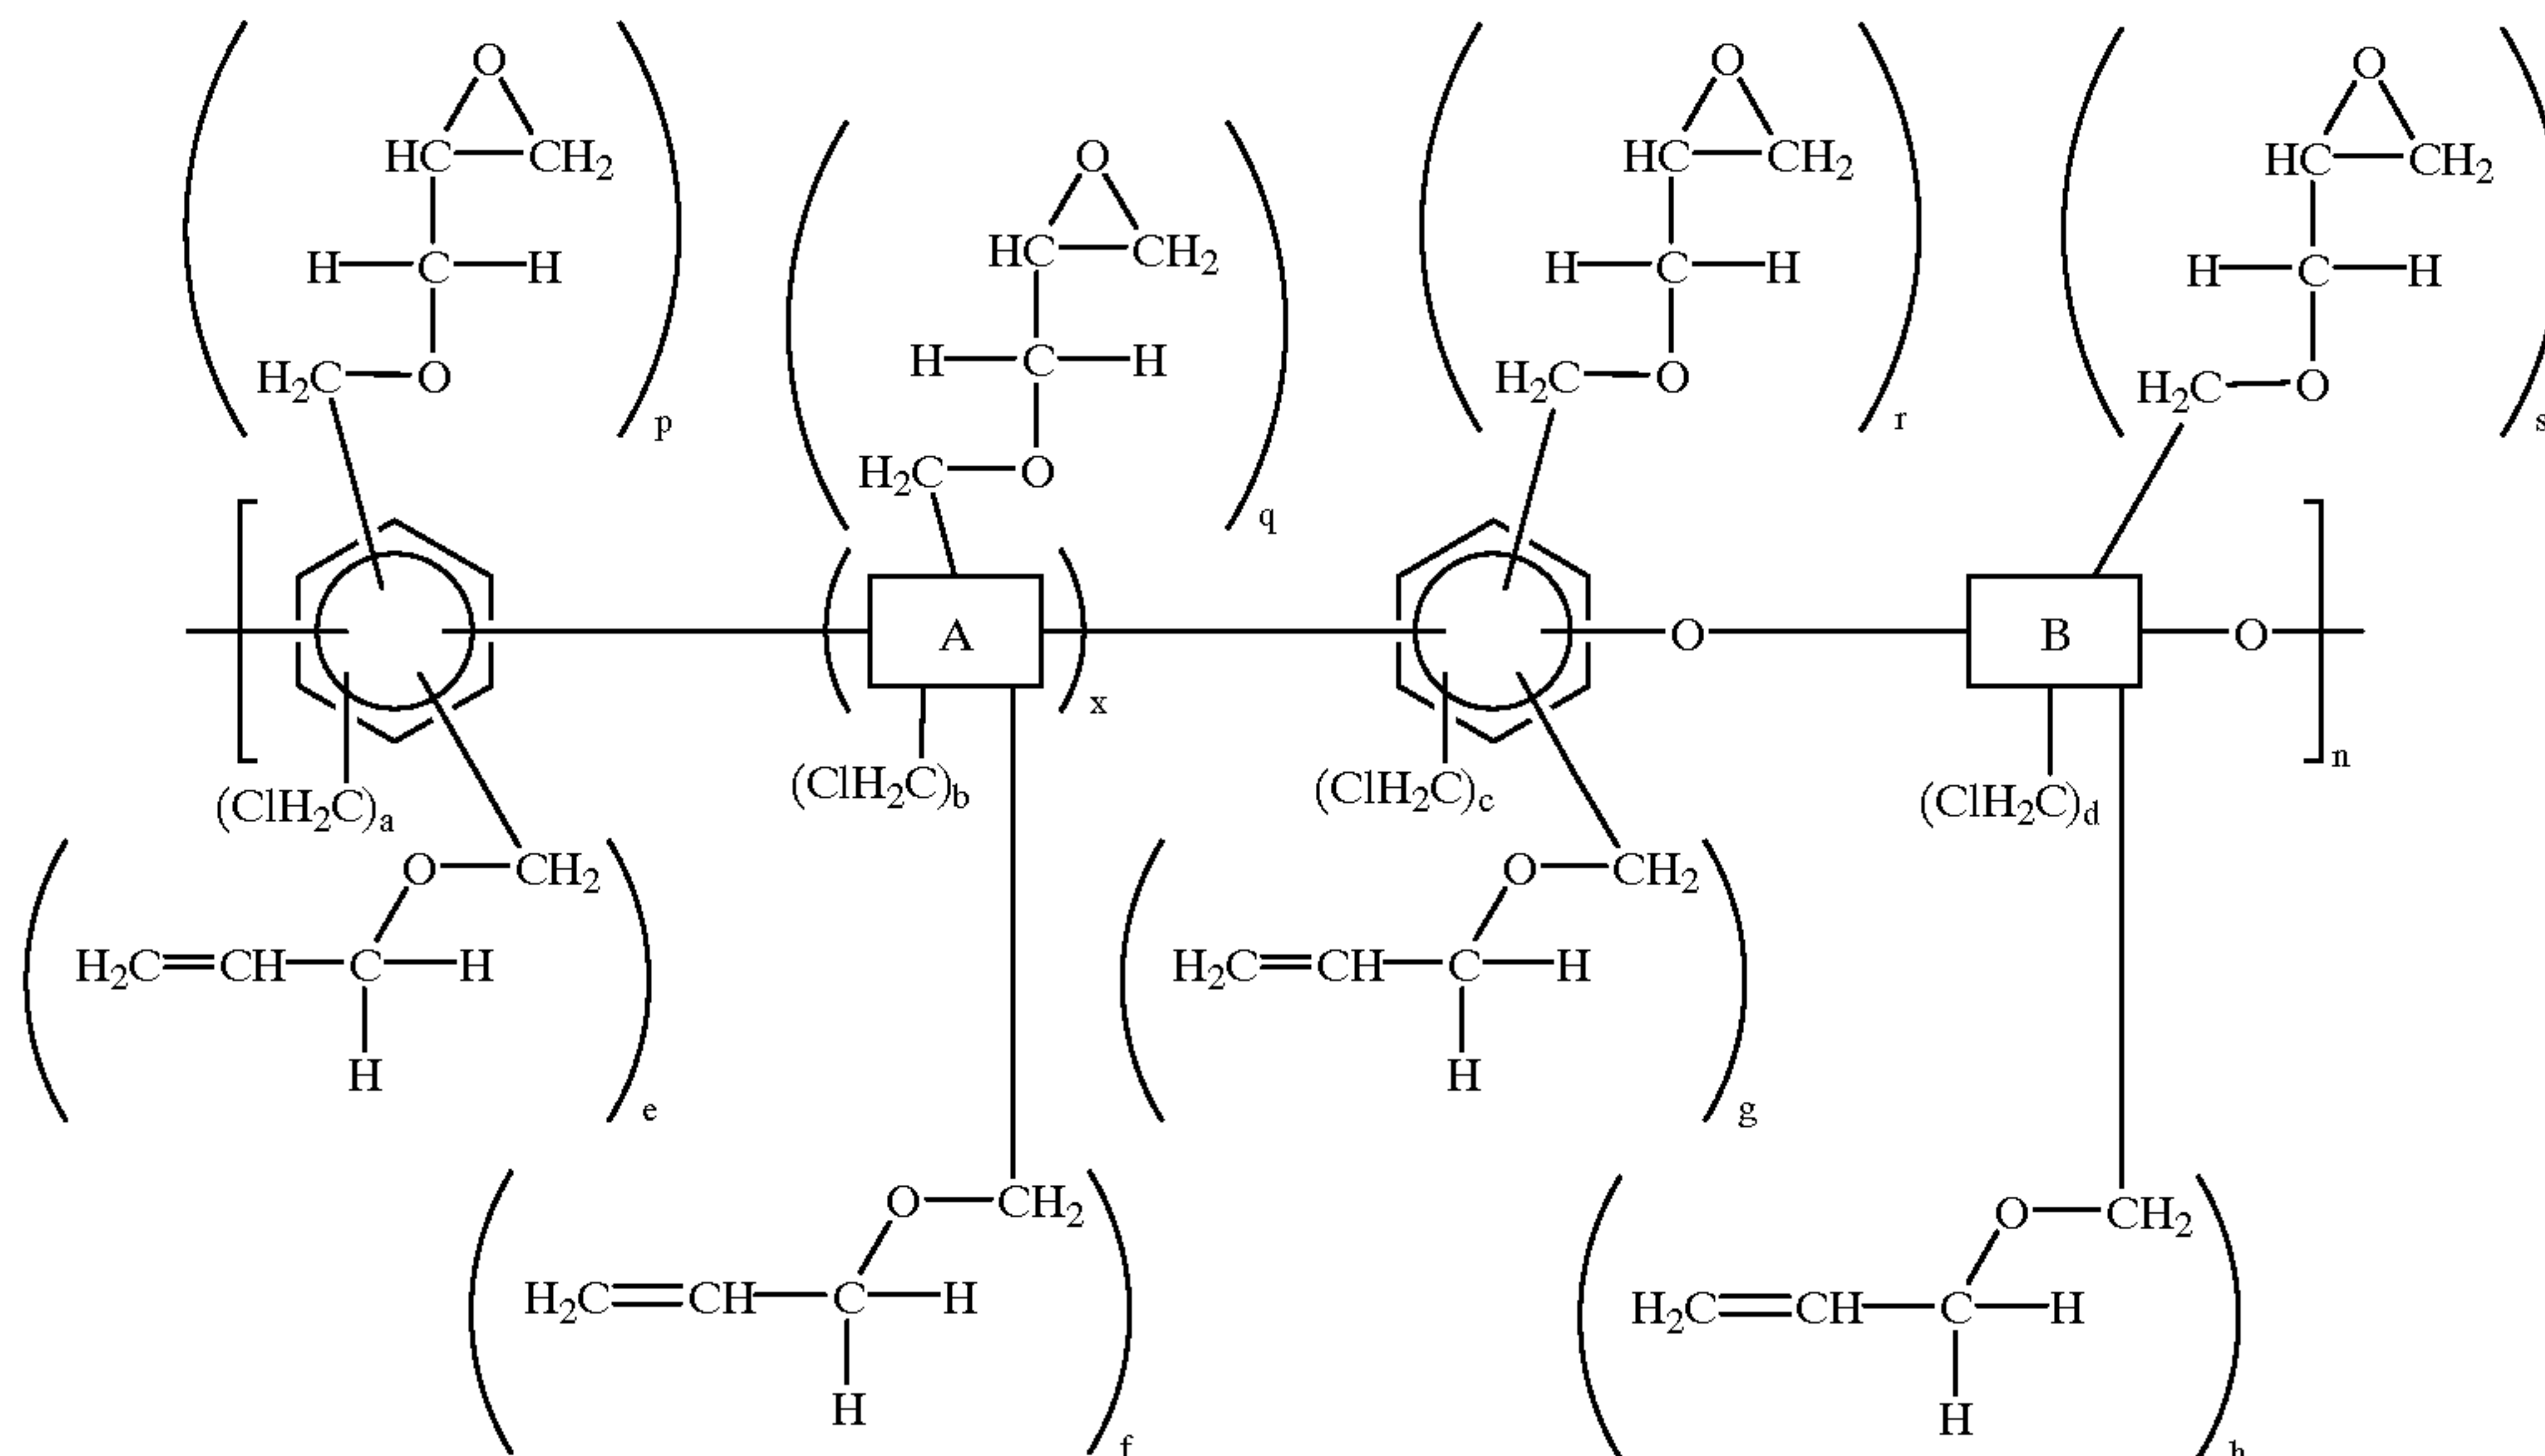 O O
O
O
HC CH₂ HC CH₂ HC CH₂
HC CH₂
H C H H C H H C H
H C H
H₂C O H₂C O H₂C O
p r s
H₂C O
q
A O B O
x n
(ClH₂C)a (ClH₂C)b (ClH₂C)c (ClH₂C)d
O CH₂ O CH₂
H₂C CH C H H₂C CH C H
H H
e g
O CH₂ O CH₂
H₂C CH C H H₂C CH C H
H H
f h